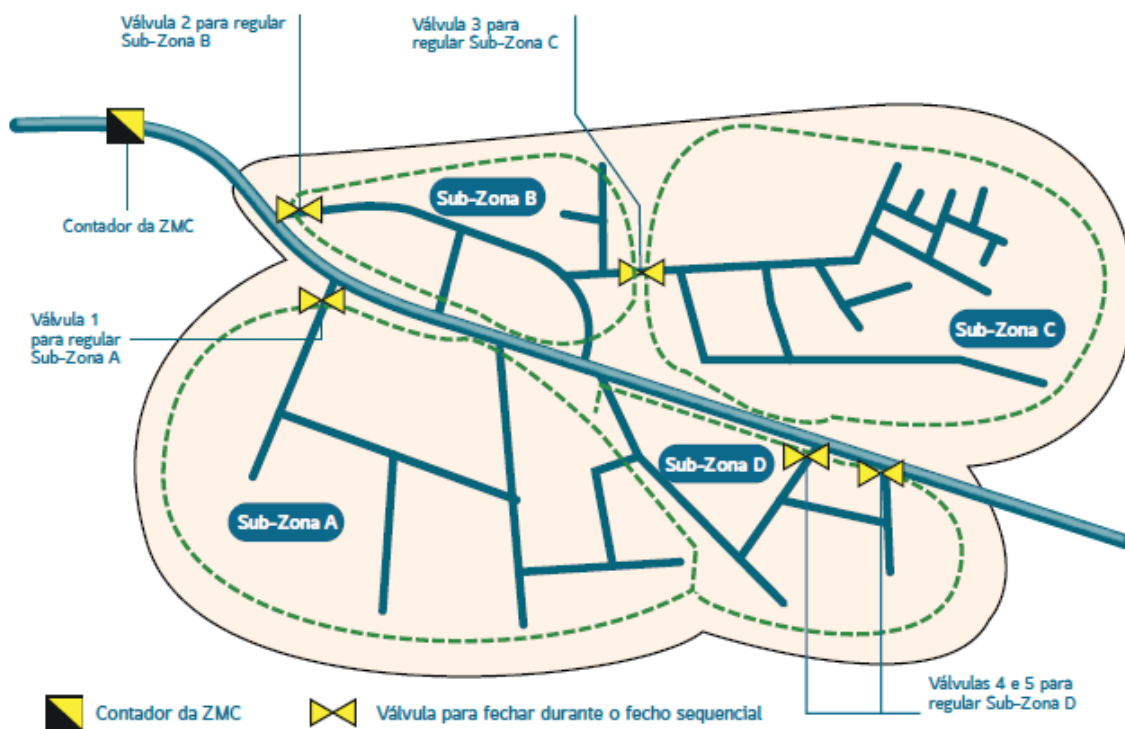 Válvula 2 para regular
Sub-Zona B
Válvula 3 para
regular Sub-Zona C
Contador da ZMC
Sub-Zona B
Válvula 1
para regular
Sub-Zona A
Sub-Zona C
Sub-Zona D
Sub-Zona A
Válvulas 4 e 5 para
regular Sub-Zona D
Contador da ZMC
Válvula para fechar durante o fecho sequencial